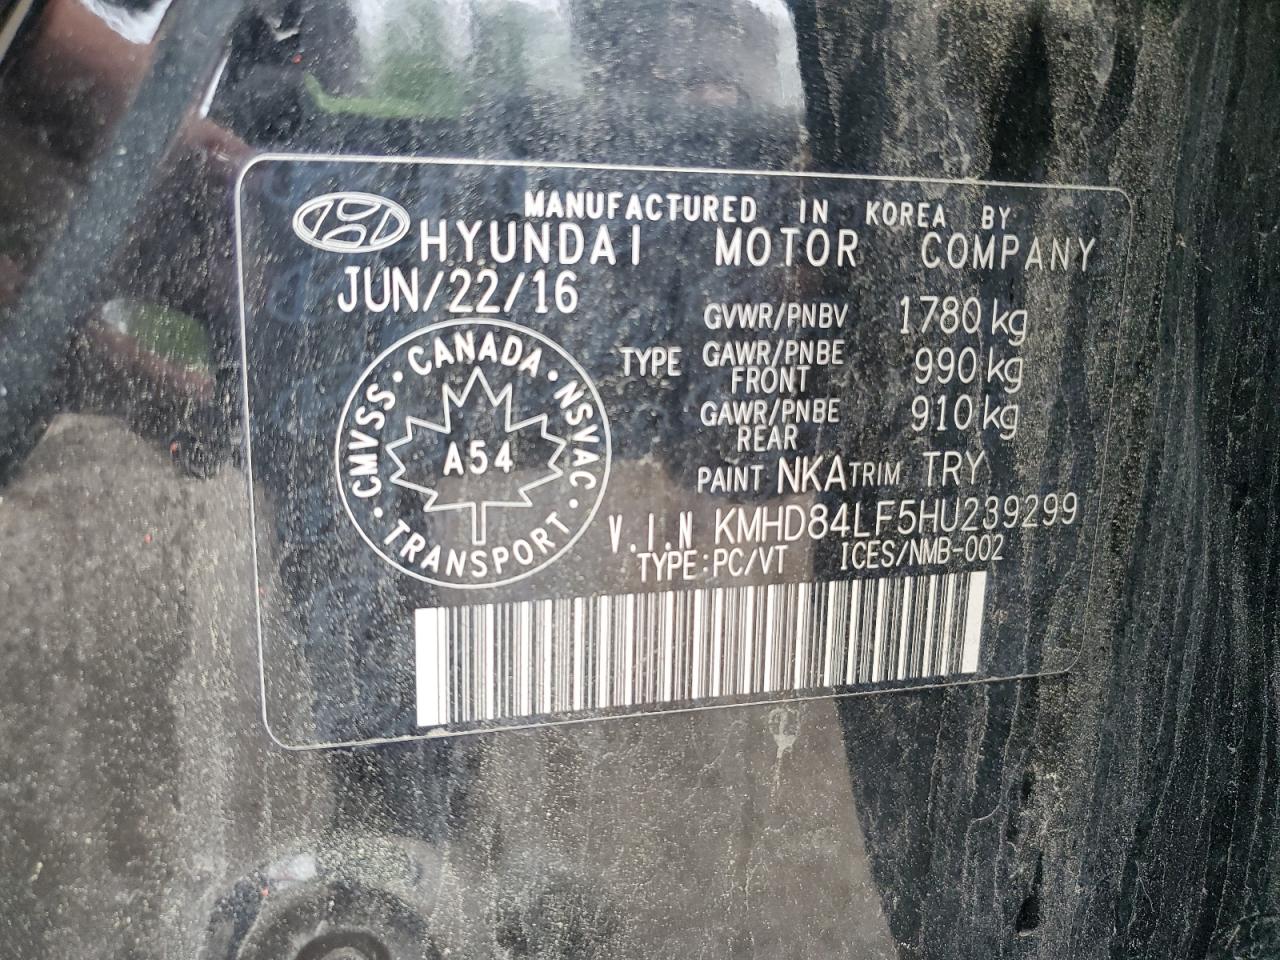 MANUFACTURED IN KOREA BY
HYUNDAI MOTOR COMPANY
JUN/22/16
GVWR/PNBV 1780 kg
TYPE GAWR/PNBE FRONT 990 kg
GAWR/PNBE REAR 910 kg
CMVSS · CANADA · NSVAC · TRANSPORT ·
A54
PAINT NKA TRIM TRY
V.I.N KMHD84LF5HU239299
TYPE:PC/VT ICES/NMB-002